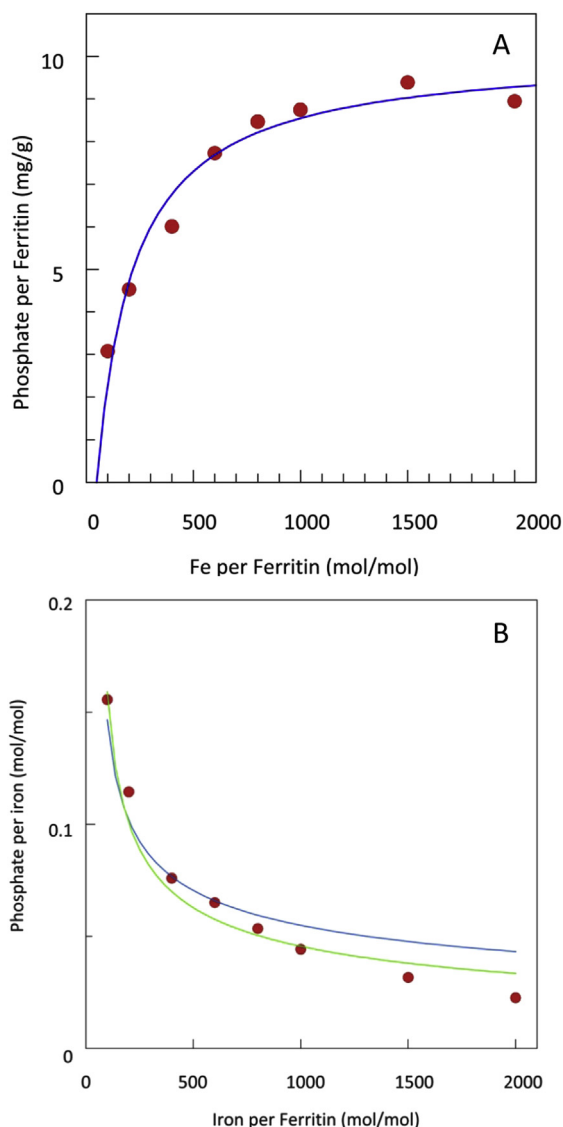 A
10
5
0
Phosphate per Ferritin (mg/g)
0 500 1000 1500 2000
Fe per Ferritin (mol/mol)
B
0.2
0.1
0
Phosphate per iron (mol/mol)
0 500 1000 1500 2000
Iron per Ferritin (mol/mol)